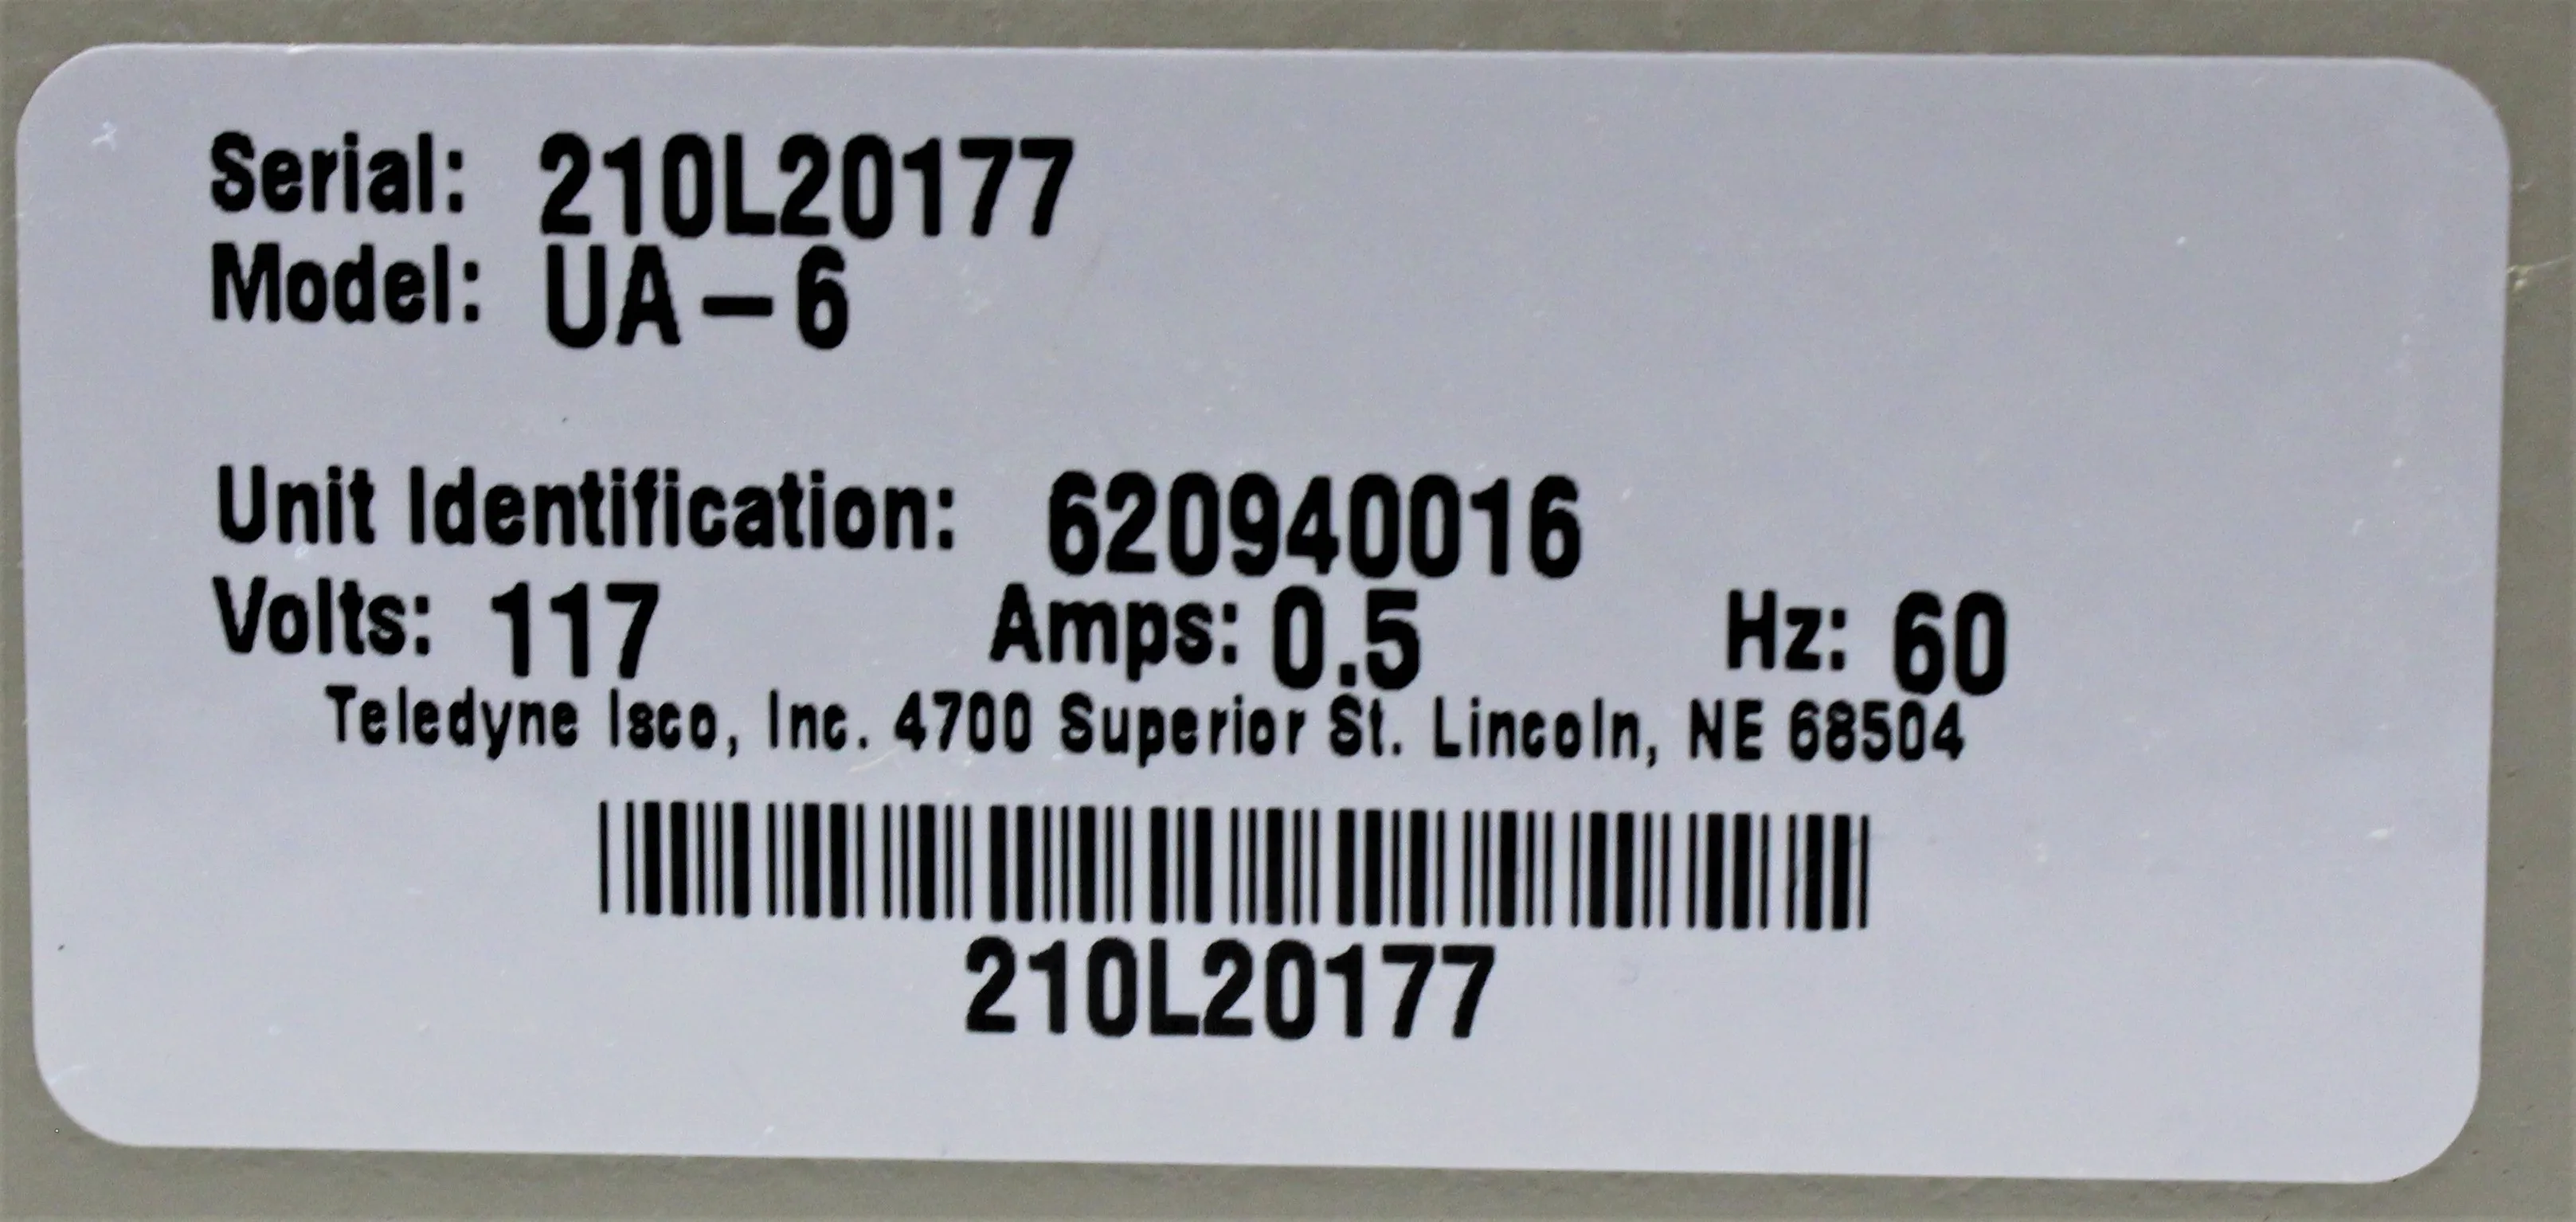 Serial: 210L20177
Model: UA-6
Unit Identification: 620940016
Volts: 117 Amps: 0.5 Hz: 60
Teledyne Isco, Inc. 4700 Superior St. Lincoln, NE 68504
210L20177